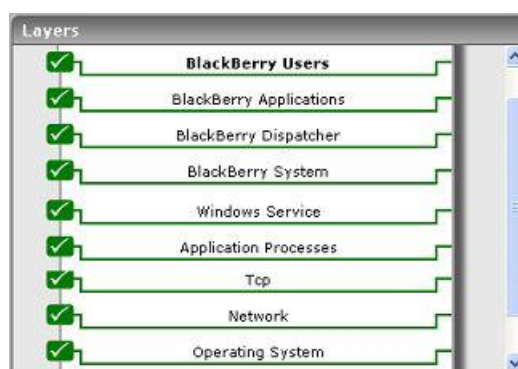 Layers
BlackBerry Users
BlackBerry Applications
BlackBerry Dispatcher
BlackBerry System
Windows Service
Application Processes
Tcp
Network
Operating System